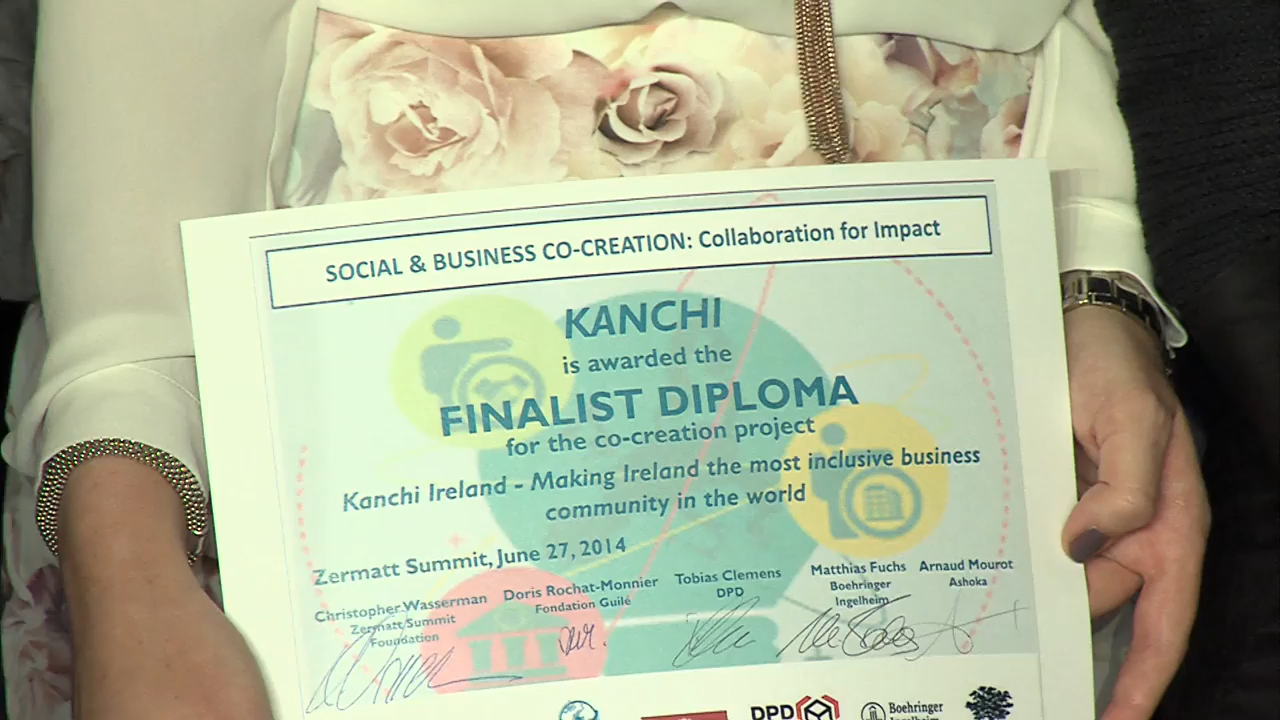 SOCIAL & BUSINESS CO-CREATION: Collaboration for Impact
KANCHI
is awarded the
FINALIST DIPLOMA
for the co-creation project
Kanchi Ireland - Making Ireland the most inclusive business
community in the world
Zermatt Summit, June 27, 2014
Christopher Wasserman
Zermatt Summit
Foundation
Doris Rochat-Monnier
Fondation Guilé
Tobias Clemens
DPD
Matthias Fuchs
Boehringer
Ingelheim
Arnaud Mourot
Ashoka
DPD
Boehringer
Ingelheim